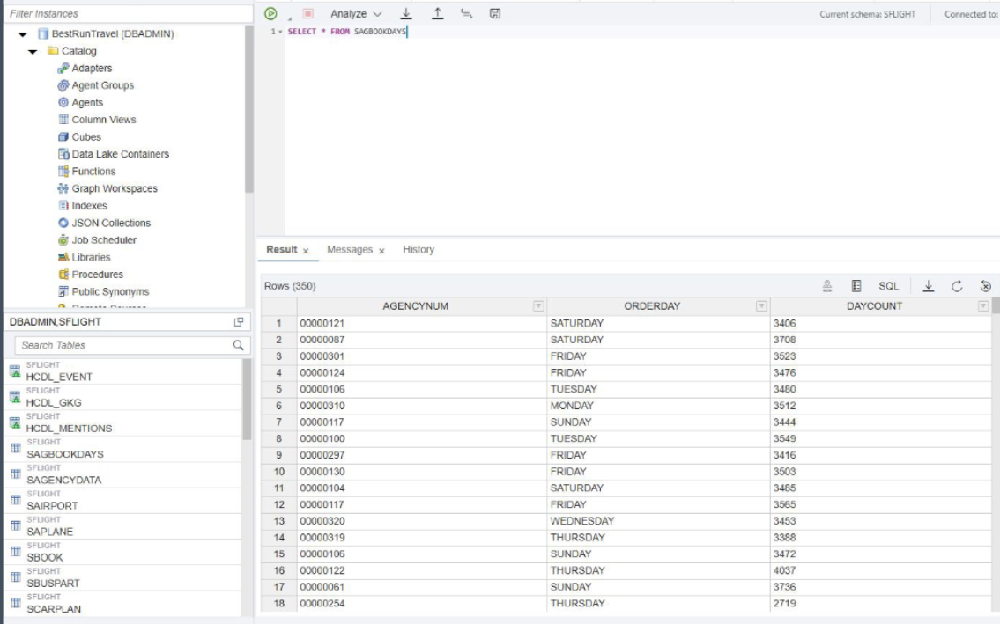 Filter Instances
BestRunTravel (DBADMIN)
Catalog
Adapters
Agent Groups
Agents
Column Views
Cubes
Data Lake Containers
Functions
Graph Workspaces
Indexes
JSON Collections
Job Scheduler
Libraries
Procedures
Public Synonyms
Remote Sources
DBADMIN,SFLIGHT
Search Tables
SFLIGHT
HCDL_EVENT
SFLIGHT
HCDL_GKG
SFLIGHT
HCDL_MENTIONS
SFLIGHT
SAGBOOKDAYS
SFLIGHT
SAGENCYDATA
SFLIGHT
SAIRPORT
SFLIGHT
SAPLANE
SFLIGHT
SBOOK
SFLIGHT
SBUSPART
SFLIGHT
SCARPLAN
Analyze Current schema: SFLIGHT Connected to:
1 SELECT * FROM SAGBOOKDAYS
Result Messages History
Rows (350) SQL
AGENCYNUM ORDERDAY DAYCOUNT
1 00000121 SATURDAY 3406
2 00000087 SATURDAY 3708
3 00000301 FRIDAY 3523
4 00000124 FRIDAY 3476
5 00000106 TUESDAY 3480
6 00000310 MONDAY 3512
7 00000117 SUNDAY 3444
8 00000100 TUESDAY 3549
9 00000297 FRIDAY 3416
10 00000130 FRIDAY 3503
11 00000104 SATURDAY 3485
12 00000117 FRIDAY 3565
13 00000320 WEDNESDAY 3453
14 00000319 THURSDAY 3388
15 00000106 SUNDAY 3472
16 00000122 THURSDAY 4037
17 00000061 SUNDAY 3736
18 00000254 THURSDAY 2719